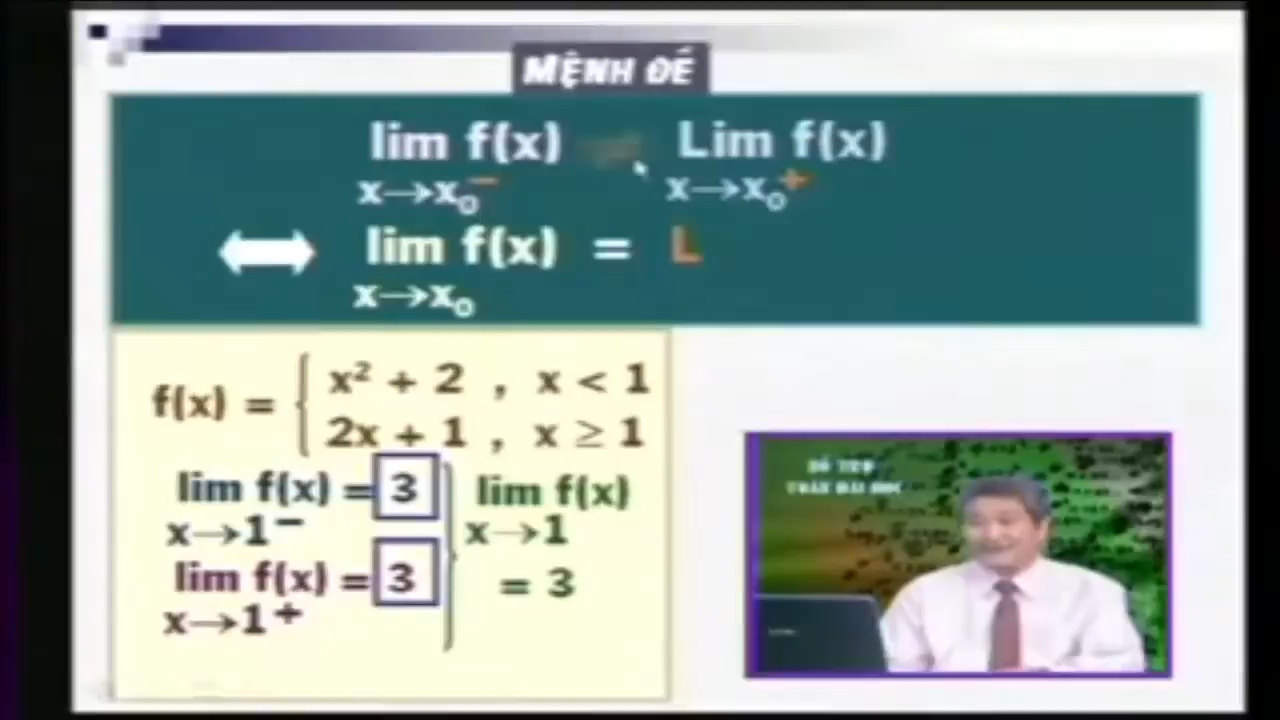 MỆNH ĐỀ
lim f(x) = Lim f(x)
x→x₀⁻ x→x₀⁺
⟺ lim f(x) = L
x→x₀
f(x) = { x² + 2 , x < 1
2x + 1 , x ≥ 1
lim f(x) = 3
x→1⁻
lim f(x) = 3
x→1⁺
lim f(x)
x→1
= 3